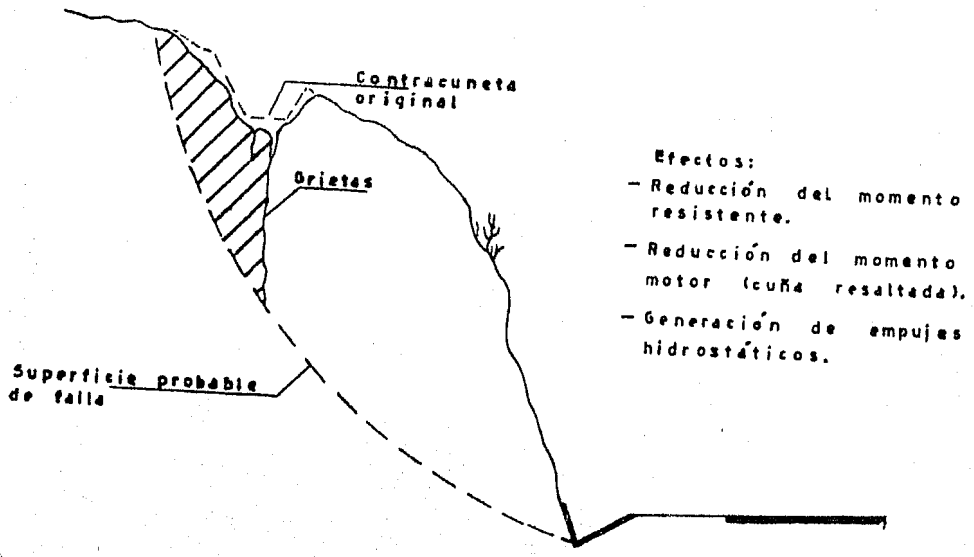 Contracuneta
original
Grietas
Efectos:
- Reducción del momento
resistente.
- Reducción del momento
motor (cuña resaltada).
- Generación de empujes
hidrostáticos.
Superficie probable
de falla